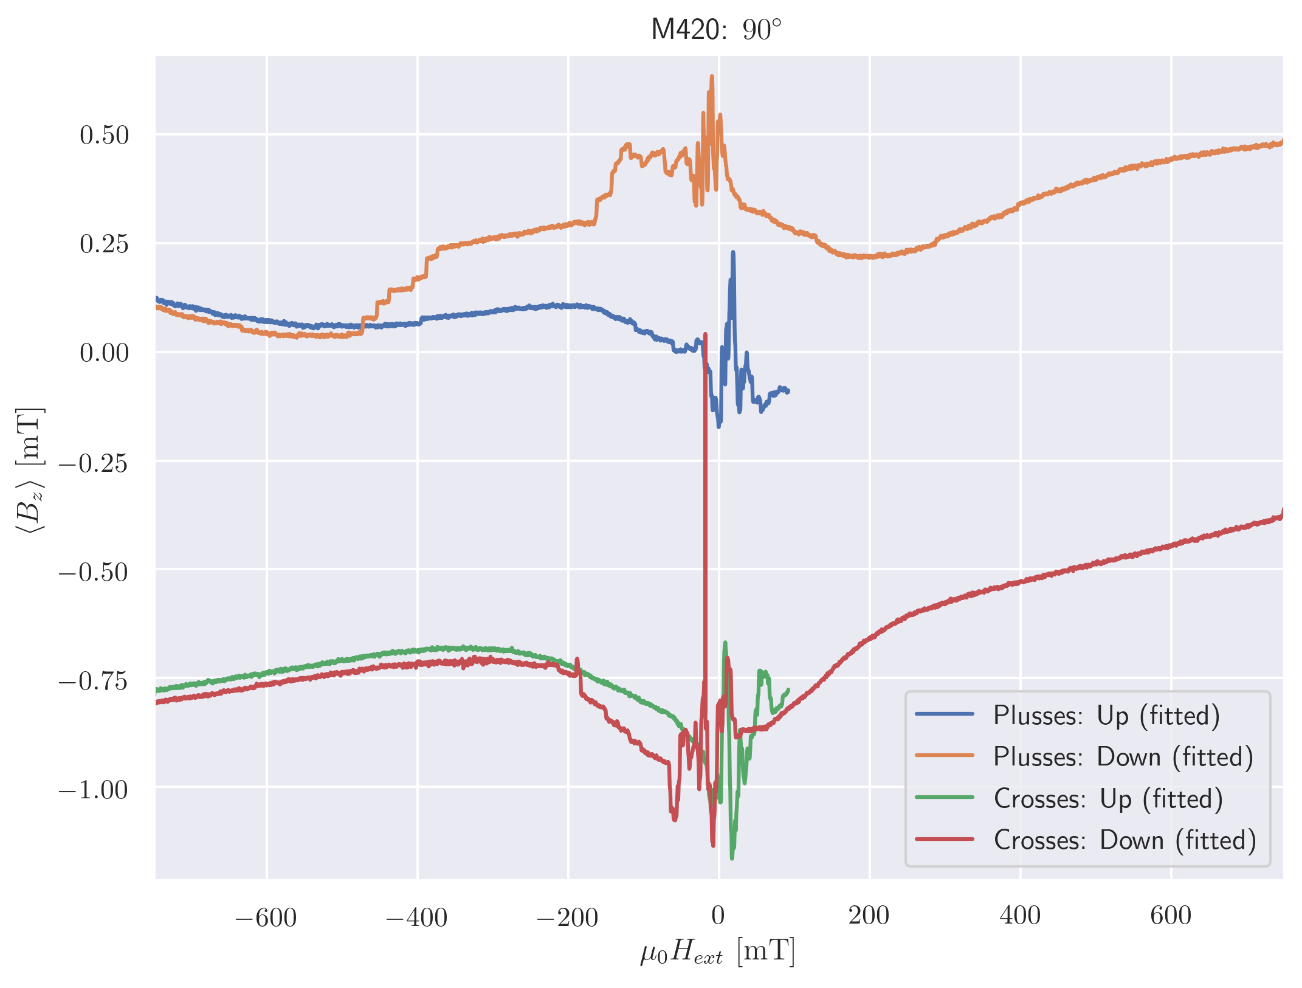 M420: 90°
0.50
0.25
0.00
−0.25
−0.50
−0.75
−1.00
⟨B_z⟩ [mT]
Plusses: Up (fitted)
Plusses: Down (fitted)
Crosses: Up (fitted)
Crosses: Down (fitted)
−600 −400 −200 0 200 400 600
μ₀H_ext [mT]